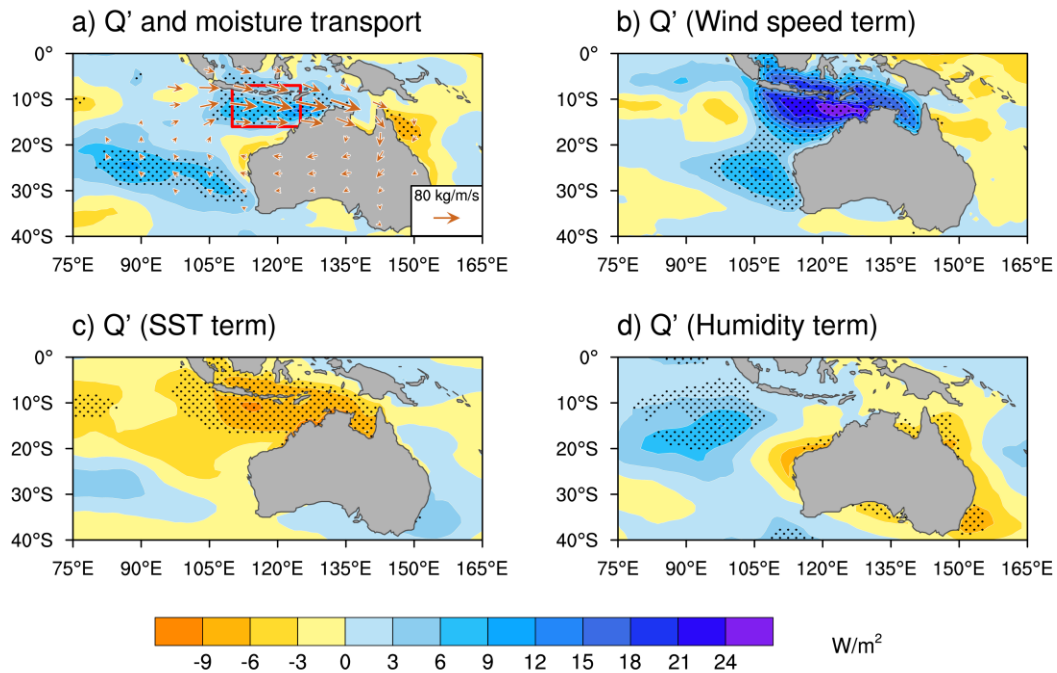 a) Q' and moisture transport
b) Q' (Wind speed term)
0°
10°S
20°S
30°S
40°S
80 kg/m/s
75°E 90°E 105°E 120°E 135°E 150°E 165°E
0°
10°S
20°S
30°S
40°S
75°E 90°E 105°E 120°E 135°E 150°E 165°E
c) Q' (SST term)
d) Q' (Humidity term)
0°
10°S
20°S
30°S
40°S
75°E 90°E 105°E 120°E 135°E 150°E 165°E
0°
10°S
20°S
30°S
40°S
75°E 90°E 105°E 120°E 135°E 150°E 165°E
-9 -6 -3 0 3 6 9 12 15 18 21 24
W/m²